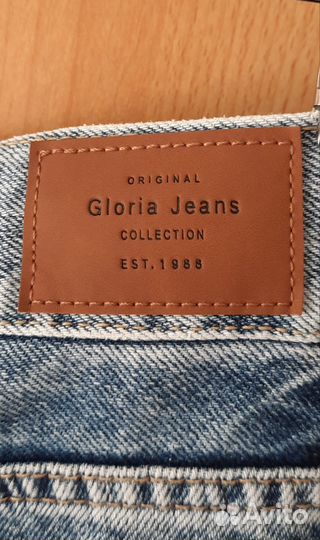 ORIGINAL
Gloria Jeans
COLLECTION
EST. 1988
Avito